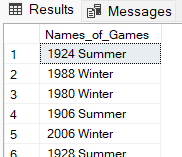 Results Messages
Names_of_Games
1 1924 Summer
2 1988 Winter
3 1980 Winter
4 1906 Summer
5 2006 Winter
6 1928 Summer